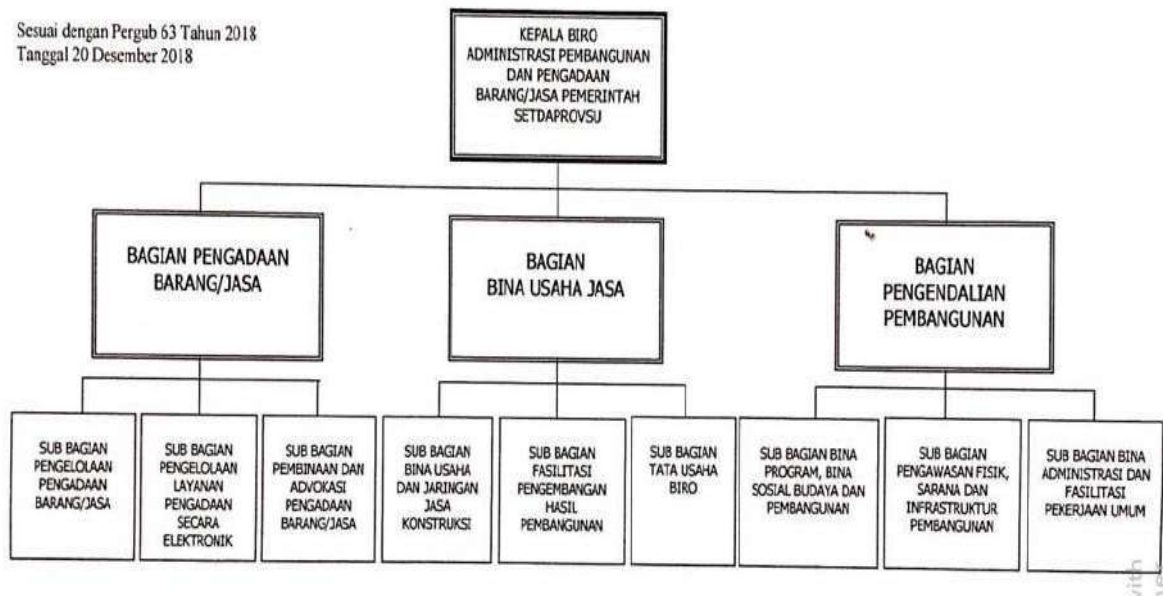 Sesuai dengan Pergub 63 Tahun 2018
Tanggal 20 Desember 2018
KEPALA BIRO
ADMINISTRASI PEMBANGUNAN
DAN PENGADAAN
BARANG/JASA PEMERINTAH
SETDAPROVSU
BAGIAN PENGADAAN
BARANG/JASA
BAGIAN
BINA USAHA JASA
BAGIAN
PENGENDALIAN
PEMBANGUNAN
SUB BAGIAN
PENGELOLAAN
PENGADAAN
BARANG/JASA
SUB BAGIAN
PENGELOLAAN
LAYANAN
PENGADAAN
SECARA
ELEKTRONIK
SUB BAGIAN
PEMBINAAN DAN
ADVOKASI
PENGADAAN
BARANG/JASA
SUB BAGIAN
BINA USAHA
DAN JARINGAN
JASA
KONSTRUKSI
SUB BAGIAN
FASILITASI
PENGEMBANGAN
HASIL
PEMBANGUNAN
SUB BAGIAN
TATA USAHA
BIRO
SUB BAGIAN BINA
PROGRAM, BINA
SOSIAL BUDAYA DAN
PEMBANGUNAN
SUB BAGIAN
PENGAWASAN FISIK,
SARANA DAN
INFRASTRUKTUR
PEMBANGUNAN
SUB BAGIAN BINA
ADMINISTRASI DAN
FASILITASI
PEKERJAAN UMUM